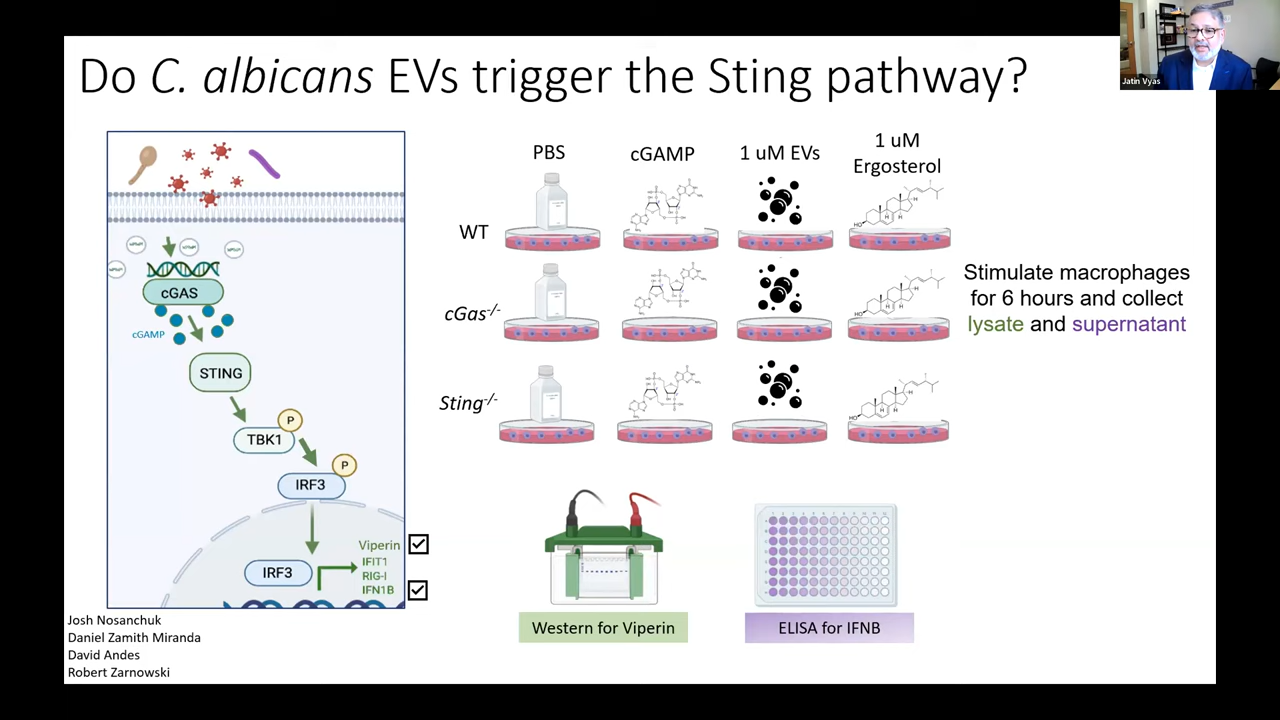 Do C. albicans EVs trigger the Sting pathway?
Jatin Vyas
cGAS
cGAMP
STING
P
TBK1
P
IRF3
IRF3
Viperin
IFIT1
RIG-I
IFN1B
PBS
cGAMP
1 uM EVs
1 uM
Ergosterol
WT
cGas-/-
Sting-/-
Stimulate macrophages
for 6 hours and collect
lysate and supernatant
Western for Viperin
ELISA for IFNB
Josh Nosanchuk
Daniel Zamith Miranda
David Andes
Robert Zarnowski